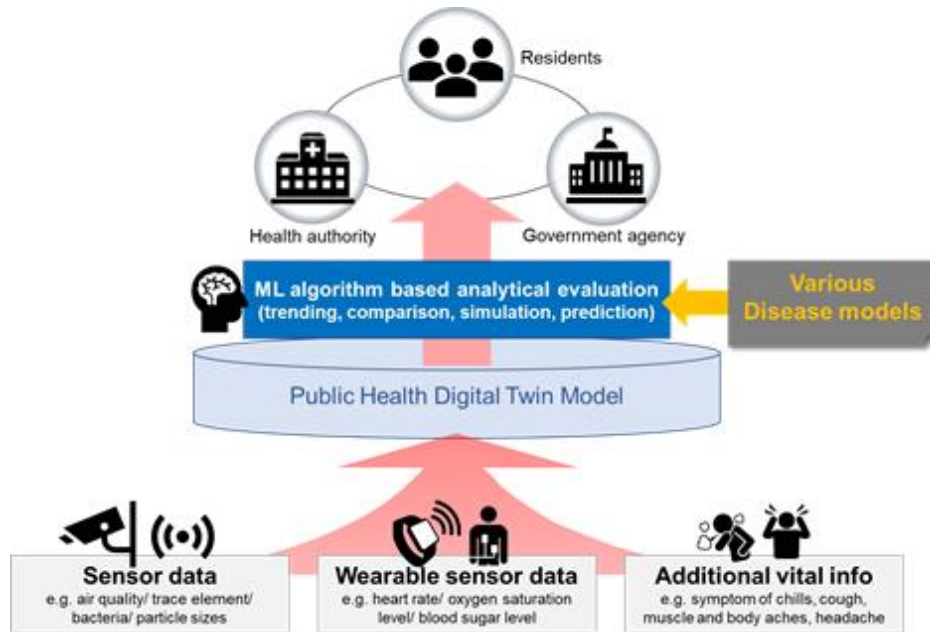 Residents
Health authority
Government agency
ML algorithm based analytical evaluation
(trending, comparison, simulation, prediction)
Various
Disease models
Public Health Digital Twin Model
Sensor data
e.g. air quality/ trace element/
bacteria/ particle sizes
Wearable sensor data
e.g. heart rate/ oxygen saturation
level/ blood sugar level
Additional vital info
e.g. symptom of chills, cough,
muscle and body aches, headache